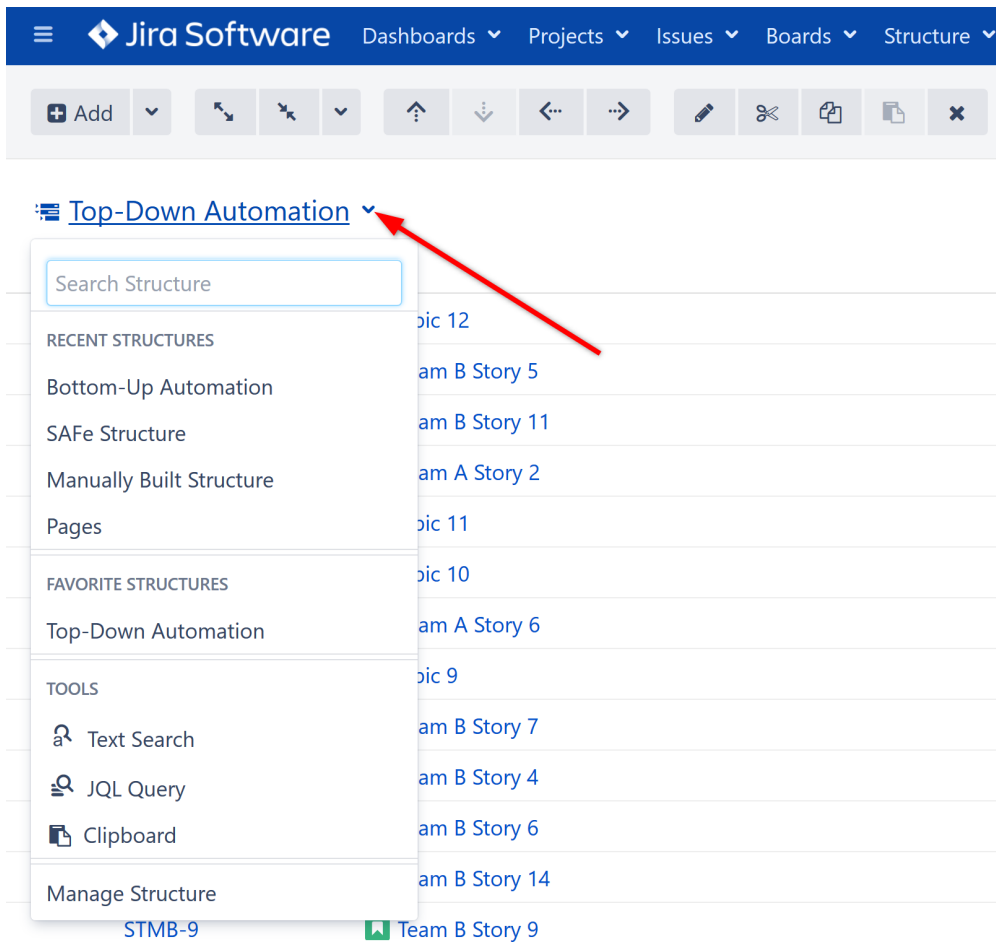 Jira Software Dashboards Projects Issues Boards Structure
Add
Top-Down Automation
Search Structure
RECENT STRUCTURES
Bottom-Up Automation
SAFe Structure
Manually Built Structure
Pages
FAVORITE STRUCTURES
Top-Down Automation
TOOLS
Text Search
JQL Query
Clipboard
Manage Structure
pic 12
am B Story 5
am B Story 11
am A Story 2
pic 11
pic 10
am A Story 6
pic 9
am B Story 7
am B Story 4
am B Story 6
am B Story 14
STMB-9 Team B Story 9